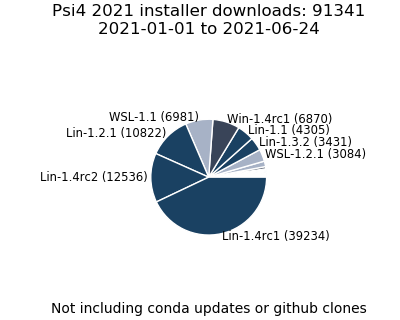 Psi4 2021 installer downloads: 91341
2021-01-01 to 2021-06-24
WSL-1.1 (6981)
Win-1.4rc1 (6870)
Lin-1.2.1 (10822)
Lin-1.1 (4305)
Lin-1.3.2 (3431)
WSL-1.2.1 (3084)
Lin-1.4rc2 (12536)
Lin-1.4rc1 (39234)
Not including conda updates or github clones